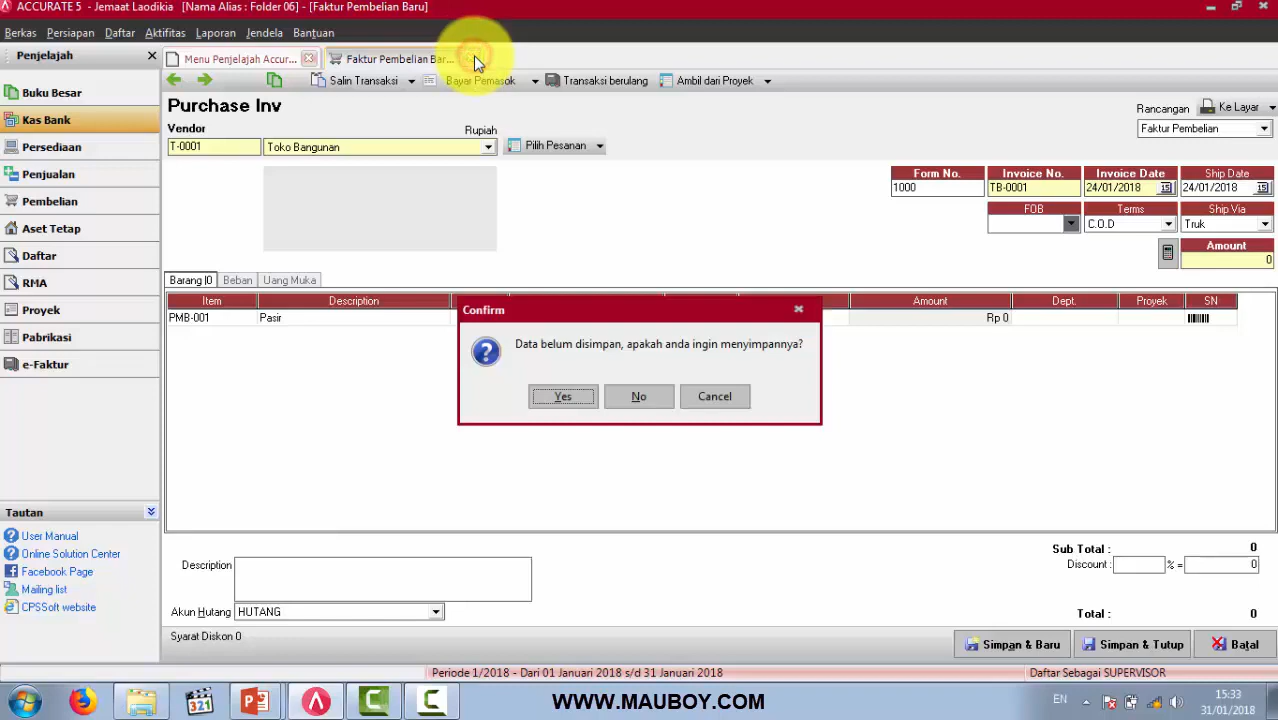 ACCURATE 5 - Jemaat Laodikia [Nama Alias : Folder 06] - [Faktur Pembelian Baru]
Berkas Persiapan Daftar Aktifitas Laporan Jendela Bantuan
Penjelajah
Menu Penjelajah Accur... Faktur Pembelian Bar...
Salin Transaksi Bayar Pemasok Transaksi berulang Ambil dari Proyek
Buku Besar
Kas Bank
Persediaan
Penjualan
Pembelian
Aset Tetap
Daftar
RMA
Proyek
Pabrikasi
e-Faktur
Tautan
User Manual
Online Solution Center
Facebook Page
Mailing list
CPSSoft website
Purchase Inv
Rancangan Ke Layar
Faktur Pembelian
Vendor Rupiah
T-0001 Toko Bangunan Pilih Pesanan
Form No. Invoice No. Invoice Date Ship Date
1000 TB-0001 24/01/2018 15 24/01/2018 15
FOB Terms Ship Via
C.O.D Truk
Amount
0
Barang |0 Beban Uang Muka
Item Description Amount Dept. Proyek SN
PMB-001 Pasir Rp 0
Confirm
Data belum disimpan, apakah anda ingin menyimpannya?
Yes No Cancel
Sub Total : 0
Discount : % = 0
Description
Akun Hutang HUTANG
Total : 0
Syarat Diskon 0
Simpan & Baru Simpan & Tutup Batal
Periode 1/2018 - Dari 01 Januari 2018 s/d 31 Januari 2018 Daftar Sebagai SUPERVISOR
321
WWW.MAUBOY.COM
EN
15:33
31/01/2018